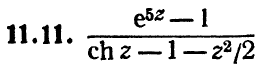 11.11. e^{5z} — 1 / ch z — 1 — z²/2